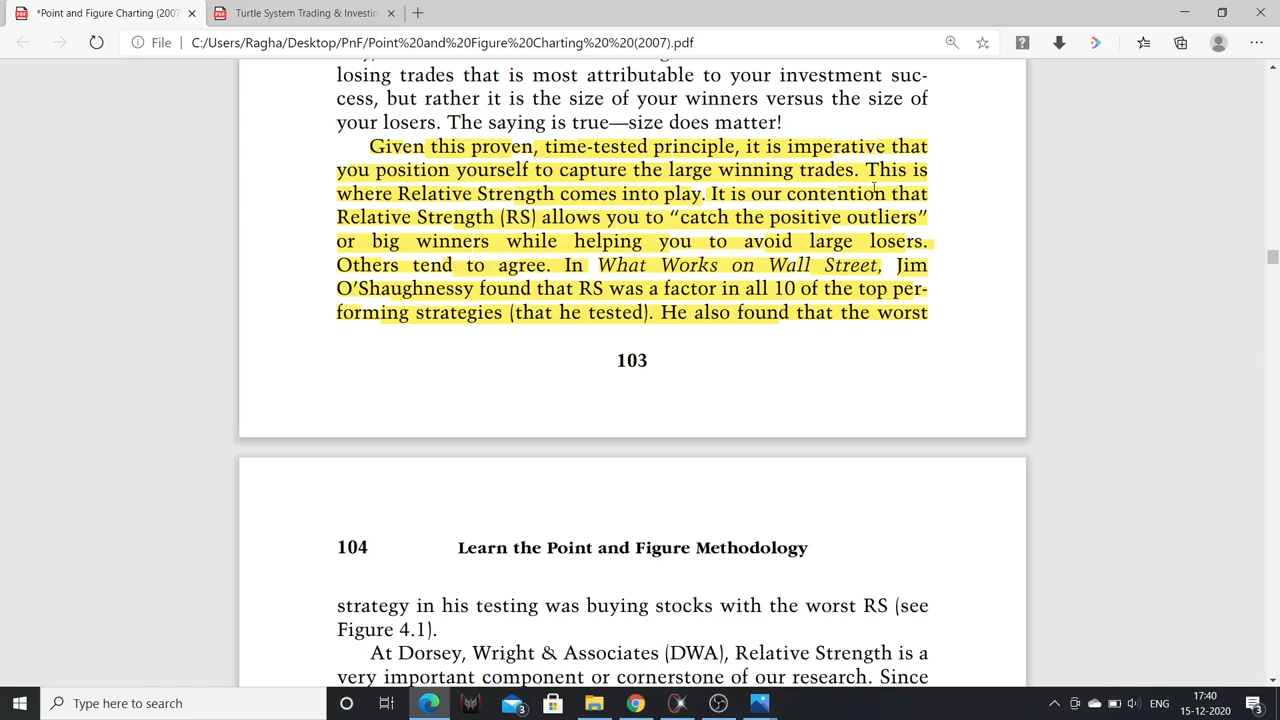 *Point and Figure Charting (2007
Turtle System Trading & Investin
File
C:/Users/Ragha/Desktop/PnF/Point%20and%20Figure%20Charting%20%20(2007).pdf
losing trades that is most attributable to your investment suc-
cess, but rather it is the size of your winners versus the size of
your losers. The saying is true—size does matter!
Given this proven, time-tested principle, it is imperative that
you position yourself to capture the large winning trades. This is
where Relative Strength comes into play. It is our contention that
Relative Strength (RS) allows you to “catch the positive outliers”
or big winners while helping you to avoid large losers.
Others tend to agree. In What Works on Wall Street, Jim
O’Shaughnessy found that RS was a factor in all 10 of the top per-
forming strategies (that he tested). He also found that the worst
103
104 Learn the Point and Figure Methodology
strategy in his testing was buying stocks with the worst RS (see
Figure 4.1).
At Dorsey, Wright & Associates (DWA), Relative Strength is a
very important component or cornerstone of our research. Since
Type here to search
3
ENG
17:40
15-12-2020
3